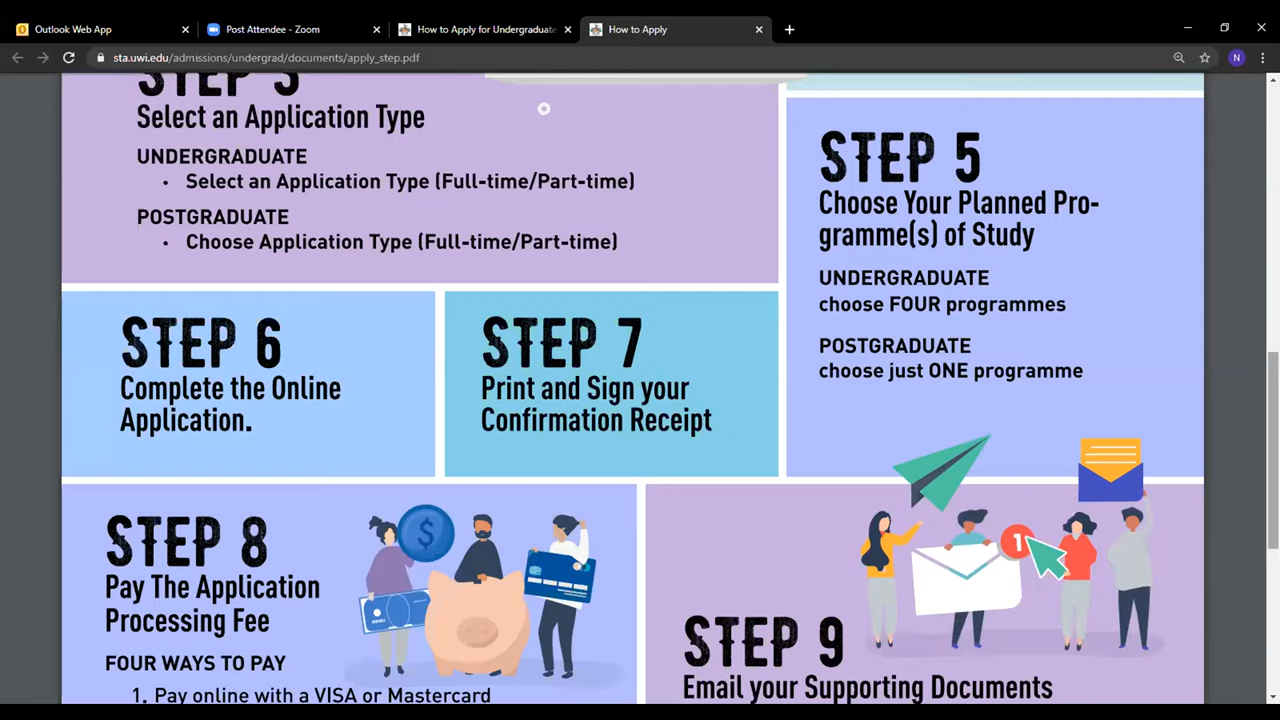 Outlook Web App
Post Attendee - Zoom
How to Apply for Undergraduate
How to Apply
sta.uwi.edu/admissions/undergrad/documents/apply_step.pdf
N
STEP 3
Select an Application Type
UNDERGRADUATE
• Select an Application Type (Full-time/Part-time)
POSTGRADUATE
• Choose Application Type (Full-time/Part-time)
STEP 5
Choose Your Planned Pro-
gramme(s) of Study
UNDERGRADUATE
choose FOUR programmes
POSTGRADUATE
choose just ONE programme
STEP 6
Complete the Online
Application.
STEP 7
Print and Sign your
Confirmation Receipt
STEP 8
Pay The Application
Processing Fee
FOUR WAYS TO PAY
1. Pay online with a VISA or Mastercard
$
1
STEP 9
Email your Supporting Documents